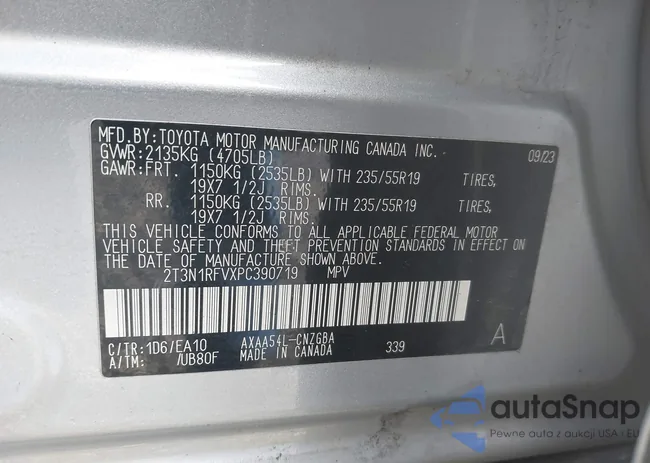 MFD.BY:TOYOTA MOTOR MANUFACTURING CANADA INC. 09/23
GVWR:2135KG (4705LB)
GAWR:FRT. 1150KG (2535LB) WITH 235/55R19 TIRES,
19X7 1/2J RIMS.
RR. 1150KG (2535LB) WITH 235/55R19 TIRES,
19X7 1/2J RIMS.
THIS VEHICLE CONFORMS TO ALL APPLICABLE FEDERAL MOTOR
VEHICLE SAFETY AND THEFT PREVENTION STANDARDS IN EFFECT ON
THE DATE OF MANUFACTURE SHOWN ABOVE.
2T3N1RFVXPC390719 MPV
C/TR:1D6/EA10 AXAA54L-CNZGBA A
A/TM: /UB80F MADE IN CANADA 339
autaSnap
Pewne auta z aukcji USA i EU